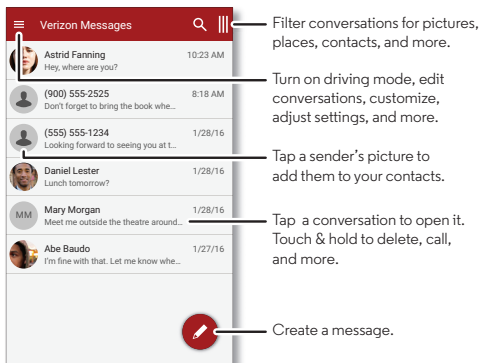 Verizon Messages
Astrid Fanning 10:23 AM
Hey, where are you?
(900) 555-2525 8:18 AM
Don't forget to bring the book whe...
(555) 555-1234 1/28/16
Looking forward to seeing you at t...
Daniel Lester 1/28/16
Lunch tomorrow?
MM
Mary Morgan 1/28/16
Meet me outside the theatre around...
Abe Baudo 1/27/16
I'm fine with that. Let me know whe...
Filter conversations for pictures,
places, contacts, and more.
Turn on driving mode, edit
conversations, customize,
adjust settings, and more.
Tap a sender's picture to
add them to your contacts.
Tap a conversation to open it.
Touch & hold to delete, call,
and more.
Create a message.